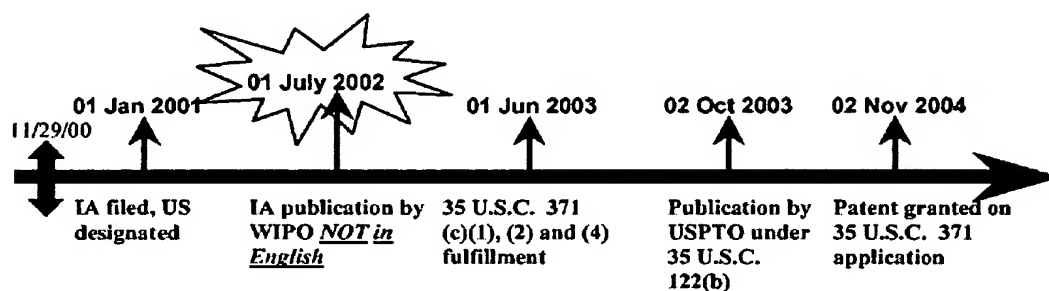 01 July 2002
01 Jan 2001
01 Jun 2003
02 Oct 2003
02 Nov 2004
11/29/00
IA filed, US
designated
IA publication by
WIPO NOT in
English
35 U.S.C. 371
(c)(1), (2) and (4)
fulfillment
Publication by
USPTO under
35 U.S.C.
122(b)
Patent granted on
35 U.S.C. 371
application